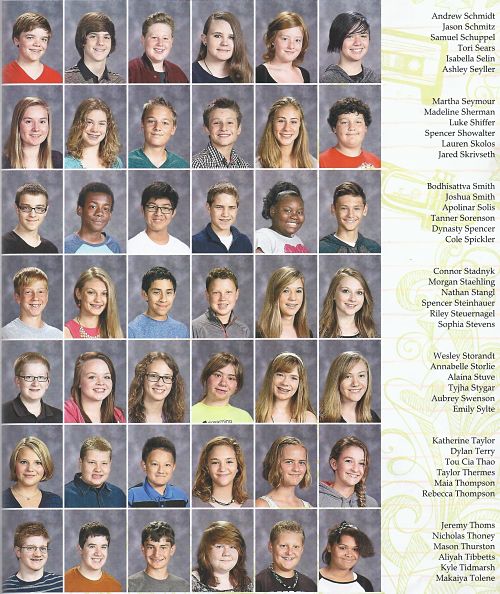 Andrew Schmidt
Jason Schmitz
Samuel Schuppel
Tori Sears
Isabella Selin
Ashley Seyller
Martha Seymour
Madeline Sherman
Luke Shiffer
Spencer Showalter
Lauren Skolos
Jared Skrivseth
Bodhisattva Smith
Joshua Smith
Apolinar Solis
Tanner Sorenson
Dynasty Spencer
Cole Spickler
Connor Stadnyk
Morgan Staehling
Nathan Stangl
Spencer Steinhauer
Riley Steuernagel
Sophia Stevens
Wesley Storandt
Annabelle Storlie
Alaina Stuve
Tyjha Stygar
Aubrey Swenson
Emily Sylte
Katherine Taylor
Dylan Terry
Tou Cia Thao
Taylor Thermes
Maia Thompson
Rebecca Thompson
Jeremy Thoms
Nicholas Thoney
Mason Thurston
Aliyah Tibbetts
Kyle Tidmarsh
Makaiya Tolene